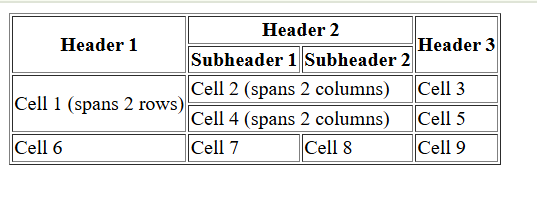 Header 1
Header 2
Header 3
Subheader 1
Subheader 2
Cell 1 (spans 2 rows)
Cell 2 (spans 2 columns)
Cell 3
Cell 4 (spans 2 columns)
Cell 5
Cell 6
Cell 7
Cell 8
Cell 9